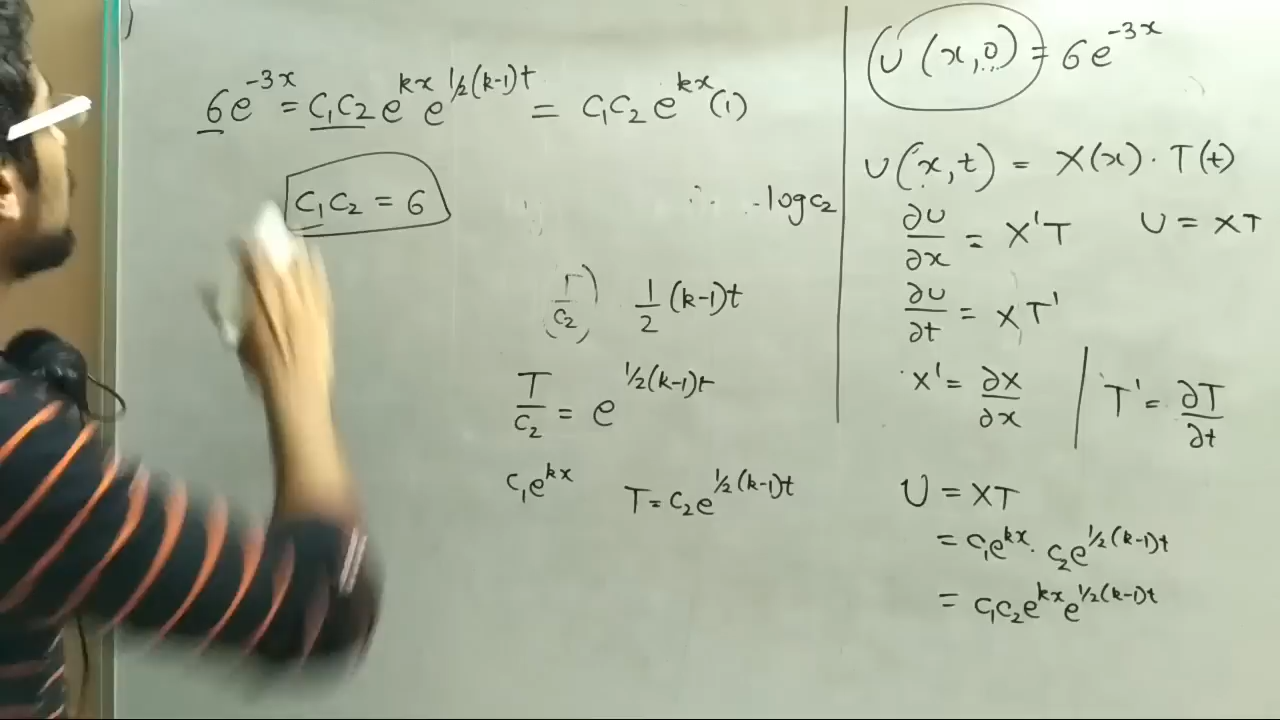 6e^{-3x} = C₁C₂ e^{kx} e^{1/2(k-1)t} = C₁C₂ e^{kx} (1)
C₁C₂ = 6
∴ - log c₂
T/c₂ 1/2 (k-1)t
T/c₂ = e^{1/2(k-1)t}
C₁e^{kx} T = C₂e^{1/2(k-1)t}
U(x,0) = 6e^{-3x}
U(x,t) = X(x) · T(t)
∂U/∂x = X'T U = XT
∂U/∂t = XT'
X' = ∂X/∂x | T' = ∂T/∂t
U = XT
= C₁e^{kx} · C₂e^{1/2(k-1)t}
= C₁C₂e^{kx} e^{1/2(k-1)t}